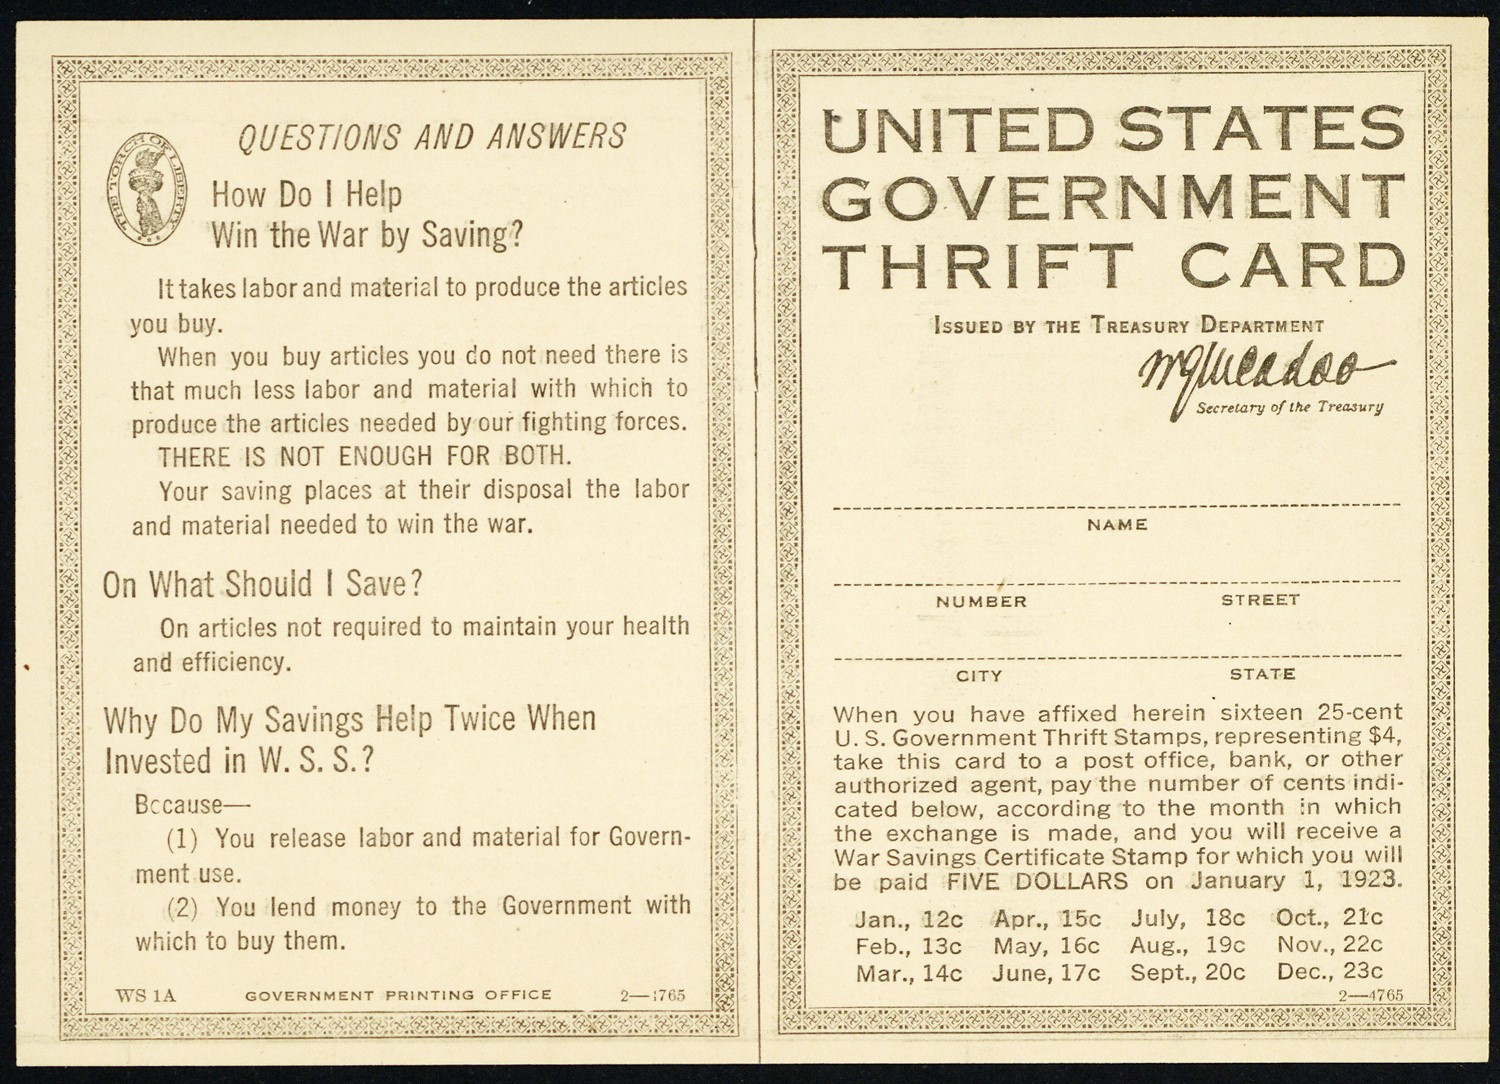 THE TORCH OF LIBERTY
QUESTIONS AND ANSWERS
How Do I Help
Win the War by Saving?
It takes labor and material to produce the articles
you buy.
When you buy articles you do not need there is
that much less labor and material with which to
produce the articles needed by our fighting forces.
THERE IS NOT ENOUGH FOR BOTH.
Your saving places at their disposal the labor
and material needed to win the war.
On What Should I Save?
On articles not required to maintain your health
and efficiency.
Why Do My Savings Help Twice When
Invested in W. S. S.?
Because—
(1) You release labor and material for Govern-
ment use.
(2) You lend money to the Government with
which to buy them.
WS 1A GOVERNMENT PRINTING OFFICE 2—4765
UNITED STATES
GOVERNMENT
THRIFT CARD
ISSUED BY THE TREASURY DEPARTMENT
W G McAdoo
Secretary of the Treasury
NAME
NUMBER STREET
CITY STATE
When you have affixed herein sixteen 25-cent
U. S. Government Thrift Stamps, representing $4,
take this card to a post office, bank, or other
authorized agent, pay the number of cents indi-
cated below, according to the month in which
the exchange is made, and you will receive a
War Savings Certificate Stamp for which you will
be paid FIVE DOLLARS on January 1, 1923.
Jan., 12c Apr., 15c July, 18c Oct., 21c
Feb., 13c May, 16c Aug., 19c Nov., 22c
Mar., 14c June, 17c Sept., 20c Dec., 23c
2—4765